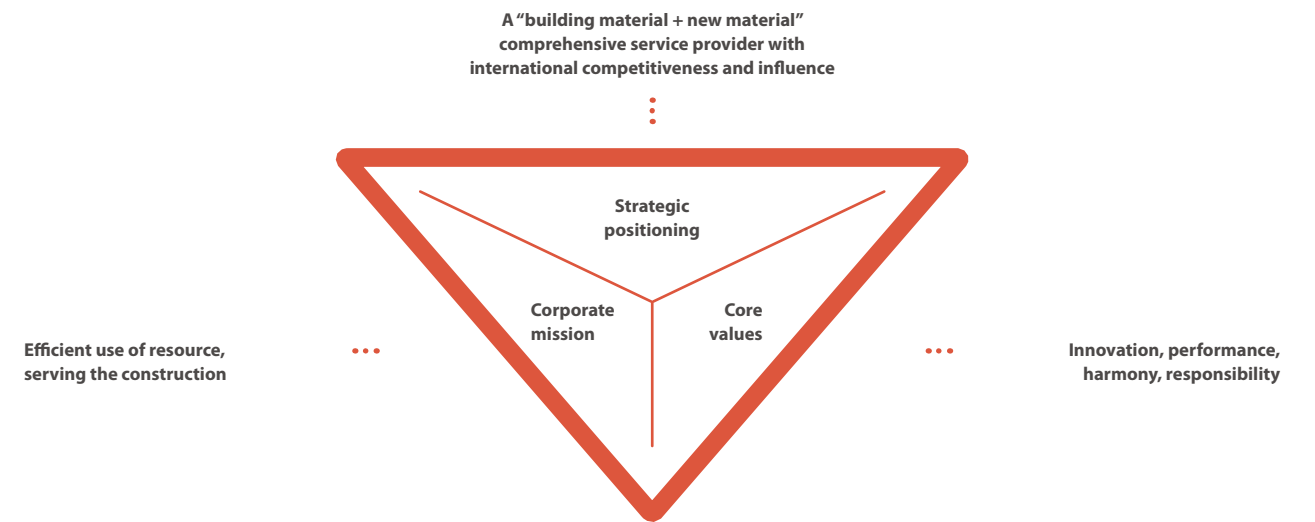 A “building material + new material”
comprehensive service provider with
international competitiveness and influence
Strategic
positioning
Corporate
mission
Core
values
Efficient use of resource,
serving the construction
Innovation, performance,
harmony, responsibility